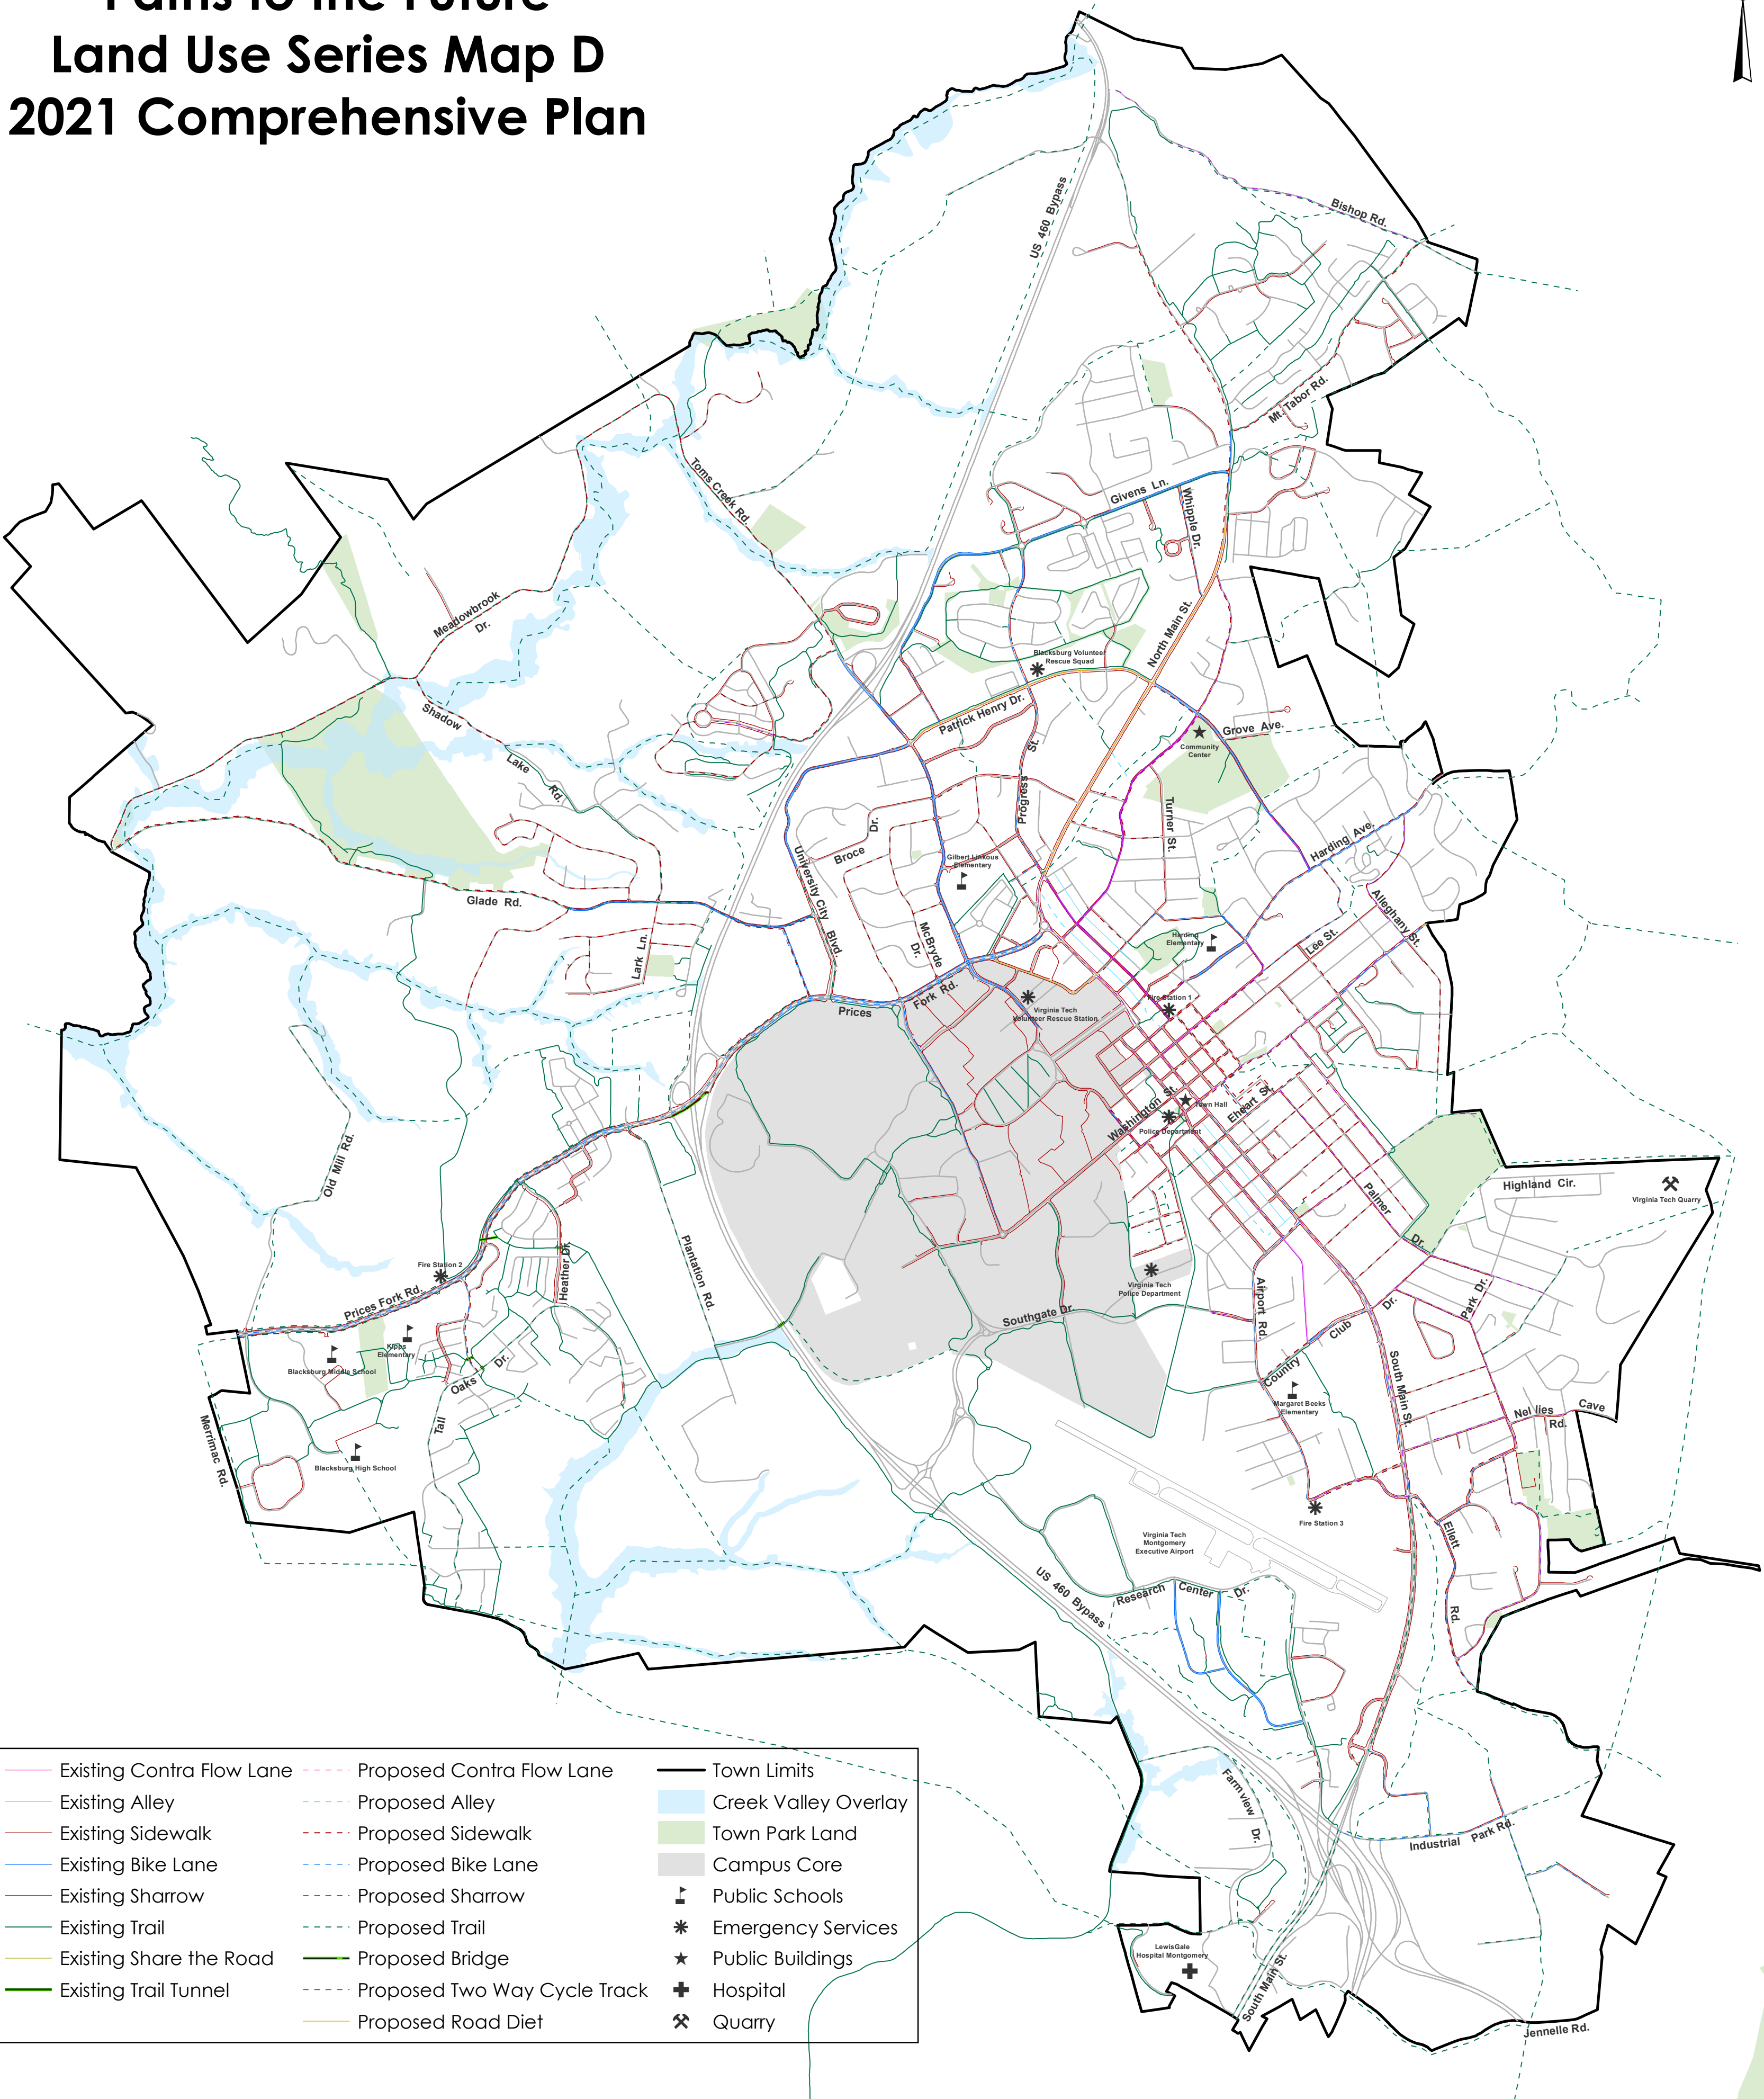 Paths to the Future
Land Use Series Map D
2021 Comprehensive Plan
US 460 Bypass
Bishop Rd.
Mt. Tabor Rd.
Toms Creek Rd.
Givens Ln.
Whipple Dr.
Meadowbrook
Dr.
North Main St.
Blacksburg Volunteer
Rescue Squad
Patrick Henry Dr.
Shadow
Lake
Rd.
Grove Ave.
Community
Center
Progress
St.
Turner St.
Broce
Dr.
University City
Blvd.
Gilbert Linkous
Elementary
Harding Ave.
Glade Rd.
McBryde
Dr.
Lark Ln.
Alleghany St.
Lee St.
Harding
Elementary
Prices
Fork Rd.
Virginia Tech
Volunteer Rescue Station
Fire Station 1
Washington St.
Town Hall
Eheart St.
Police Department
Old Mill Rd.
Palmer
Dr.
Highland Cir.
Virginia Tech Quarry
Plantation Rd.
Heather Dr.
Fire Station 2
Prices Fork Rd.
Virginia Tech
Police Department
Southgate Dr.
Airport Rd.
Park Dr.
Country
Club
Dr.
Kipps
Elementary
Blacksburg Middle School
Tall
Oaks
Dr.
Margaret Beeks
Elementary
South Main St.
Nellies
Cave
Rd.
Merrimac Rd.
Blacksburg High School
Fire Station 3
Virginia Tech
Montgomery
Executive Airport
Ellett
Rd.
US 460 Bypass
Research Center Dr.
Farmview
Dr.
Industrial Park Rd.
LewisGale
Hospital Montgomery
South Main St.
Jennelle Rd.
Existing Contra Flow Lane
Existing Alley
Existing Sidewalk
Existing Bike Lane
Existing Sharrow
Existing Trail
Existing Share the Road
Existing Trail Tunnel
Proposed Contra Flow Lane
Proposed Alley
Proposed Sidewalk
Proposed Bike Lane
Proposed Sharrow
Proposed Trail
Proposed Bridge
Proposed Two Way Cycle Track
Proposed Road Diet
Town Limits
Creek Valley Overlay
Town Park Land
Campus Core
Public Schools
Emergency Services
Public Buildings
Hospital
Quarry